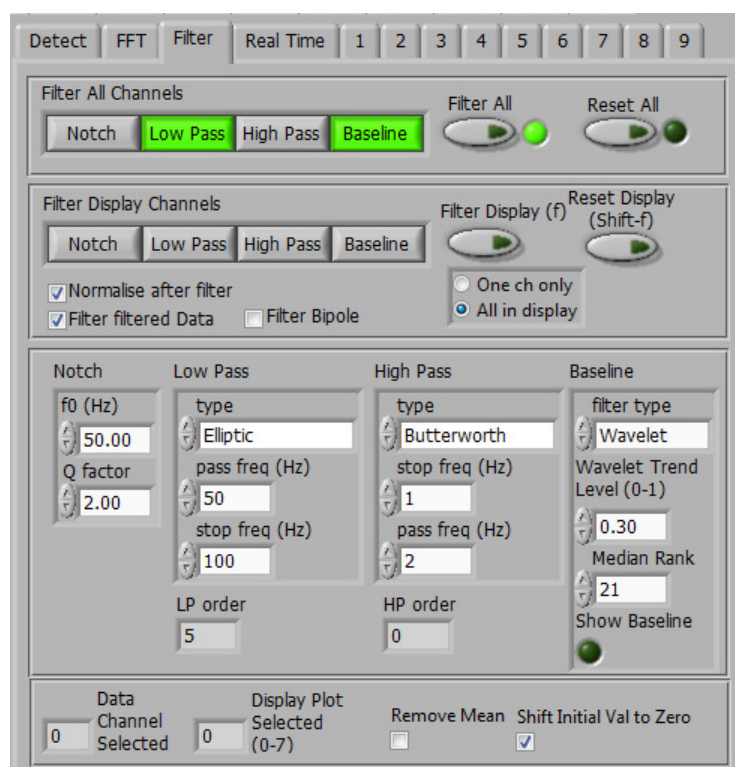 Detect FFT Filter Real Time 1 2 3 4 5 6 7 8 9
Filter All Channels
Filter All Reset All
Notch Low Pass High Pass Baseline
Filter Display Channels
Filter Display (f) Reset Display
(Shift-f)
Notch Low Pass High Pass Baseline
Normalise after filter
One ch only
Filter filtered Data Filter Bipole
All in display
Notch Low Pass High Pass Baseline
f0 (Hz) type type filter type
50.00 Elliptic Butterworth Wavelet
Q factor pass freq (Hz) stop freq (Hz) Wavelet Trend
Level (0-1)
2.00 50 1 0.30
stop freq (Hz) pass freq (Hz) Median Rank
100 2 21
LP order HP order Show Baseline
5 0
Data
Channel
Selected
0
Display Plot
Selected
(0-7)
0
Remove Mean Shift Initial Val to Zero